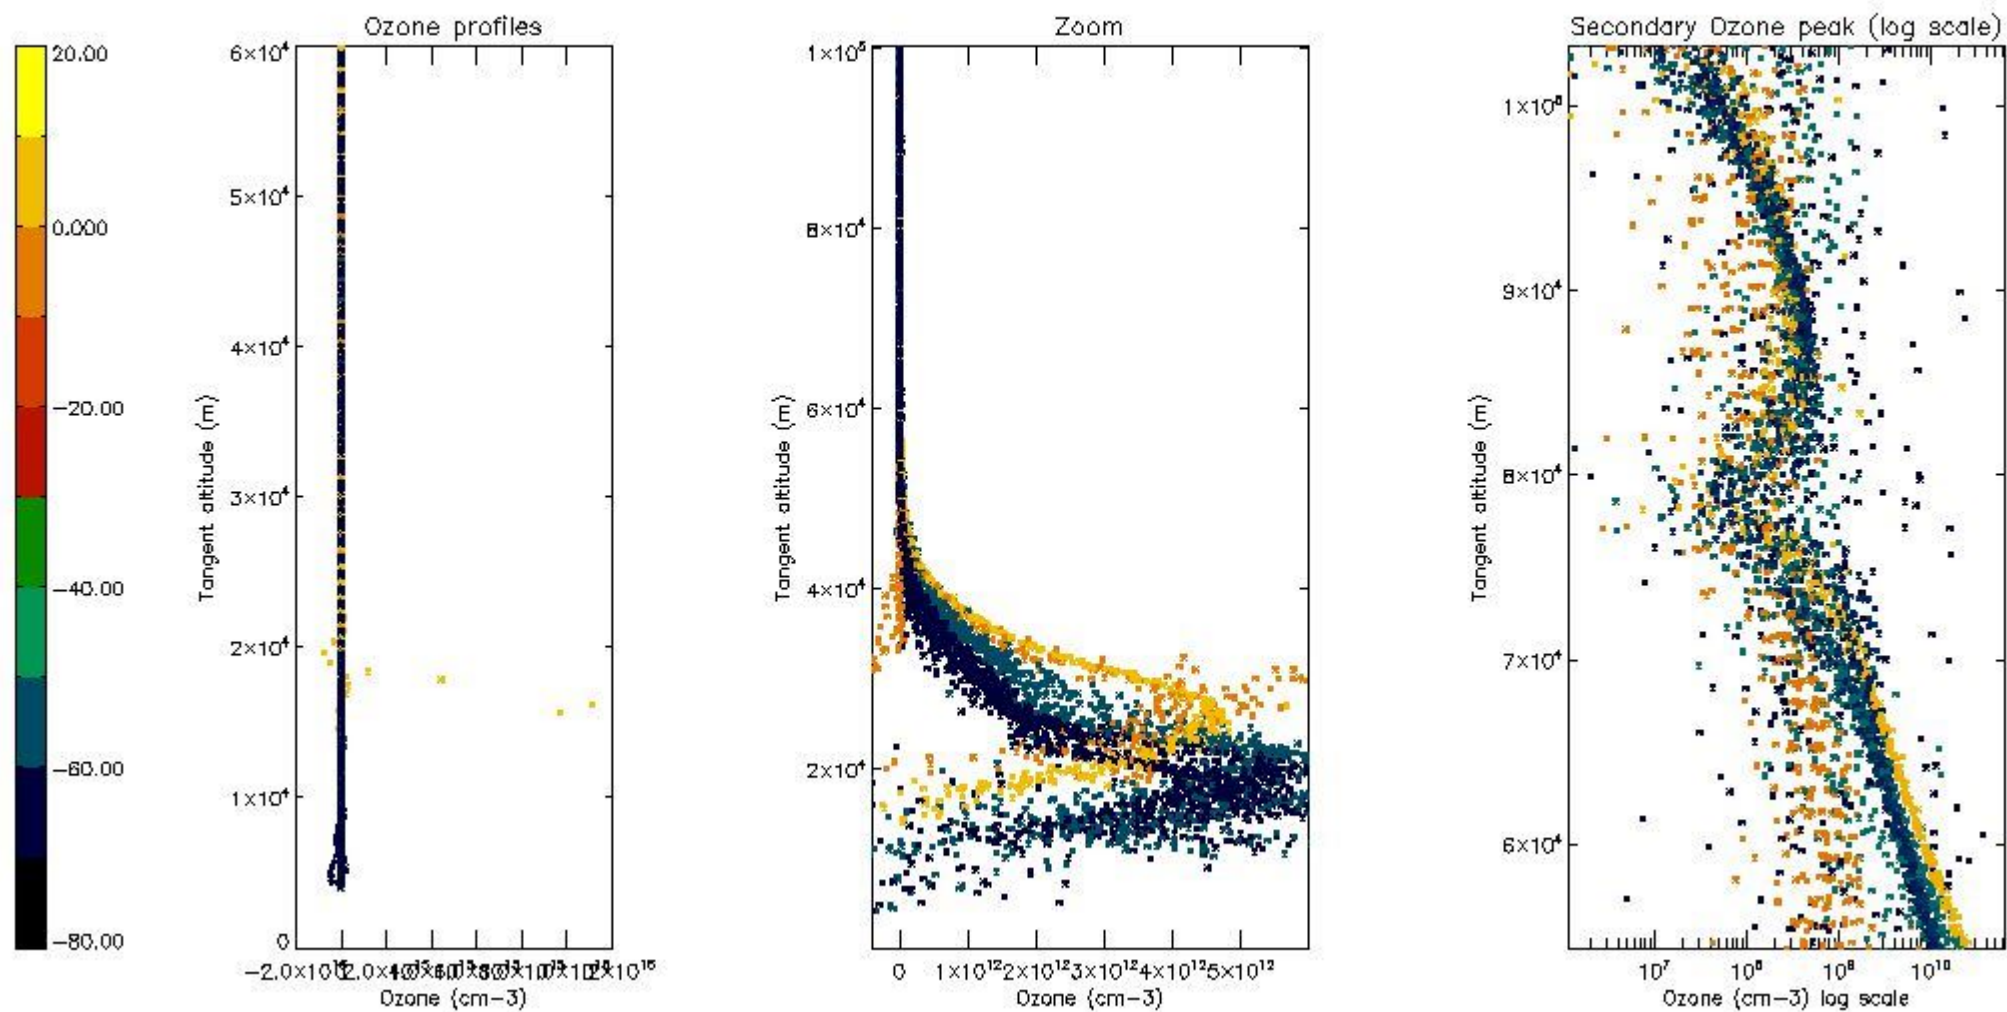 Ozone profiles
Zoom
Secondary Ozone peak (log scale)
20.00
0.000
−20.00
−40.00
−60.00
−80.00
6×10⁴
5×10⁴
4×10⁴
3×10⁴
2×10⁴
1×10⁴
0
Tangent altitude (m)
Ozone (cm−3)
1×10⁵
8×10⁴
6×10⁴
4×10⁴
2×10⁴
Tangent altitude (m)
0 1×10¹² 2×10¹² 3×10¹² 4×10¹² 5×10¹²
Ozone (cm−3)
1×10⁵
9×10⁴
8×10⁴
7×10⁴
6×10⁴
Tangent altitude (m)
10⁷ 10⁸ 10⁹ 10¹⁰
Ozone (cm−3) log scale